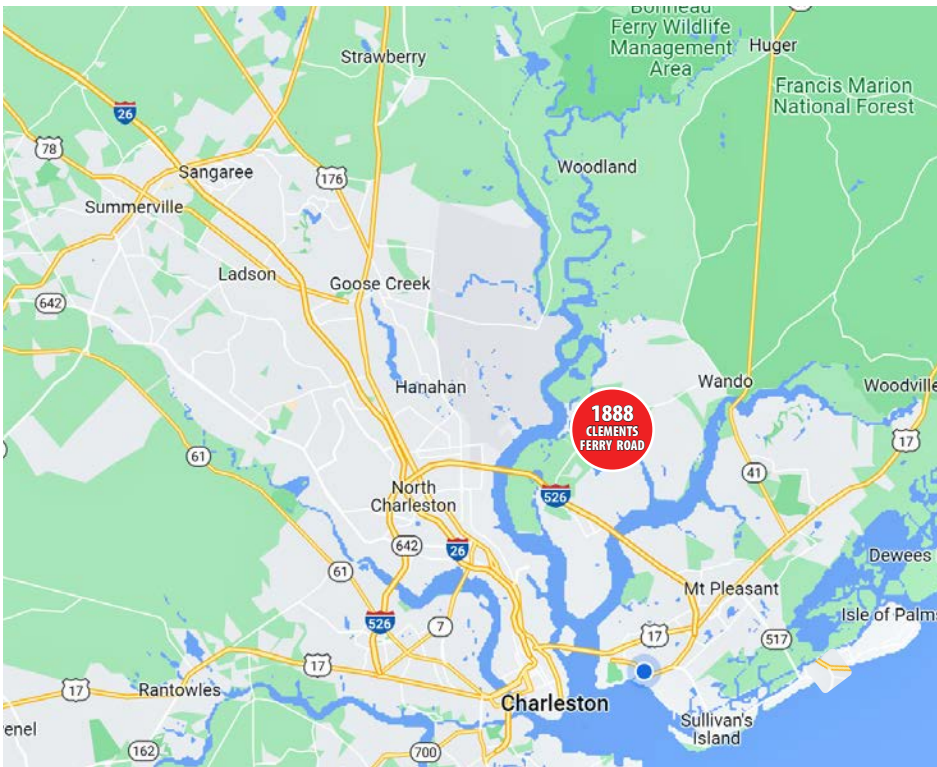 Bonneau
Ferry Wildlife
Management
Area
Huger
Strawberry
Francis Marion
National Forest
26
78
Woodland
Sangaree
176
Summerville
Ladson
Goose Creek
642
Hanahan
Wando
Woodville
1888
CLEMENTS
FERRY ROAD
17
61
41
North
Charleston
526
642
26
Dewees
61
Mt Pleasant
526
7
17
517
Isle of Palms
17
17
Rantowles
Charleston
Sullivan's
Island
enel
162
700